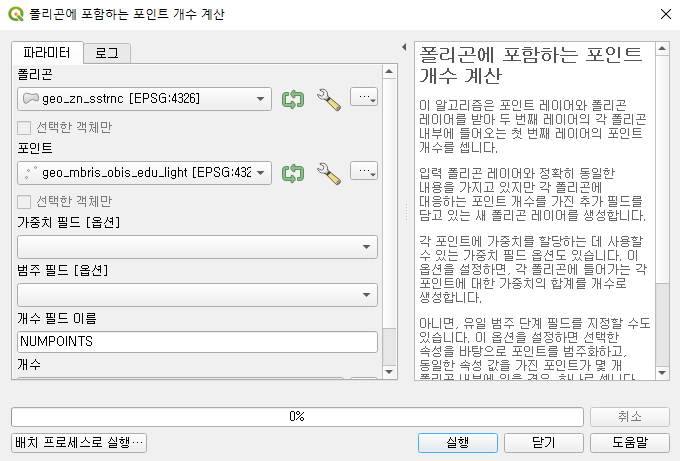 폴리곤에 포함하는 포인트 개수 계산
파라미터
로그
폴리곤
geo_zn_sstrnc [EPSG:4326]
선택한 객체만
포인트
geo_mbris_obis_edu_light [EPSG:432
선택한 객체만
가중치 필드 [옵션]
범주 필드 [옵션]
개수 필드 이름
NUMPOINTS
개수
폴리곤에 포함하는 포인트
개수 계산
이 알고리즘은 포인트 레이어와 폴리곤
레이어를 받아 두 번째 레이어의 각 폴리곤
내부에 들어오는 첫 번째 레이어의 포인트
개수를 셉니다.
입력 폴리곤 레이어와 정확히 동일한
내용을 가지고 있지만 각 폴리곤에
대응하는 포인트 개수를 가진 추가 필드를
담고 있는 새 폴리곤 레이어를 생성합니다.
각 포인트에 가중치를 할당하는 데 사용할
수 있는 가중치 필드 옵션도 있습니다. 이
옵션을 설정하면, 각 폴리곤에 들어가는 각
포인트에 대한 가중치의 합계를 개수로
생성합니다.
아니면, 유일 범주 단계 필드를 지정할 수도
있습니다. 이 옵션을 설정하면 선택한
속성을 바탕으로 포인트를 범주화하고,
동일한 속성 값을 가진 포인트가 몇 개
폴리곤 내부에 있을 경우, 하나로 셉니다.
0%
취소
배치 프로세스로 실행…
실행
닫기
도움말